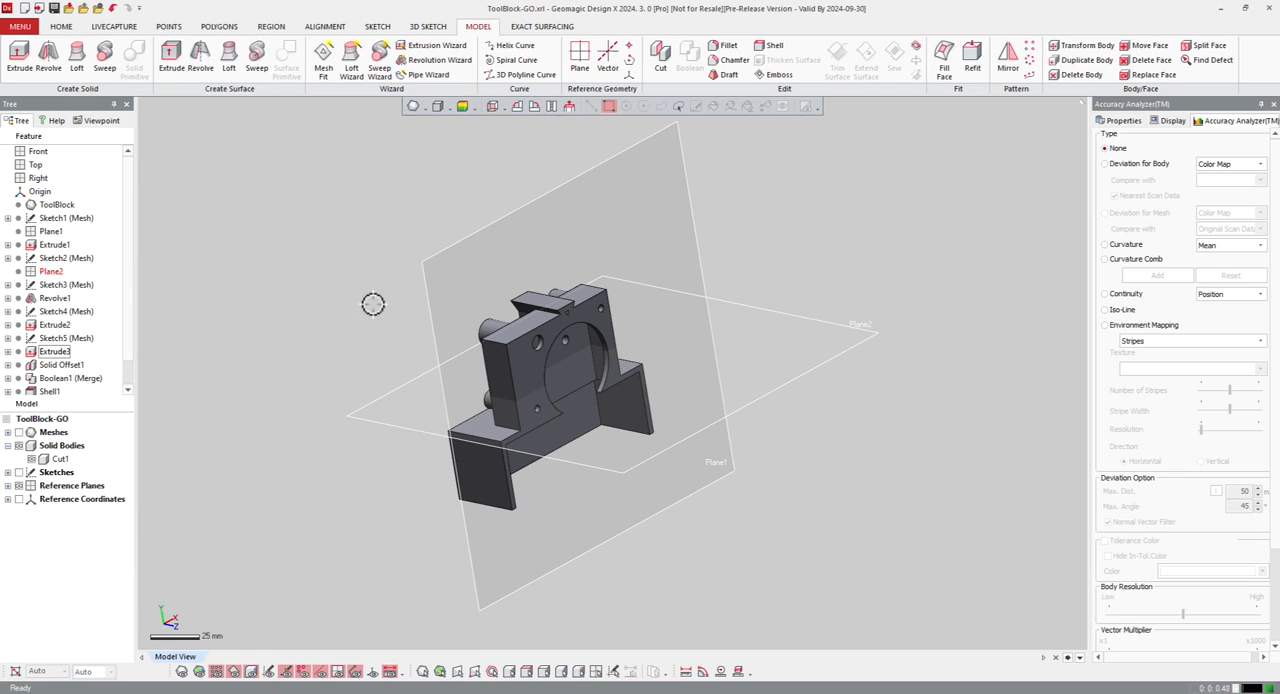 ToolBlock-GO.xrl - Geomagic Design X 2024. 3. 0 [Pro] [Not for Resale][Pre-Release Version - Valid By 2024-09-30]
MENU HOME LIVECAPTURE POINTS POLYGONS REGION ALIGNMENT SKETCH 3D SKETCH MODEL EXACT SURFACING
Extrude Revolve Loft Sweep Solid Primitive
Create Solid
Extrude Revolve Loft Sweep Surface Primitive
Create Surface
Mesh Fit Loft Wizard Sweep Wizard
Extrusion Wizard
Revolution Wizard
Pipe Wizard
Wizard
Helix Curve
Spiral Curve
3D Polyline Curve
Curve
Plane Vector
Reference Geometry
Cut Boolean
Fillet
Chamfer
Draft
Shell
Thicken Surface
Emboss
Trim Surface Extend Surface Sew
Edit
Fill Face Refit
Fit
Mirror
Pattern
Transform Body
Duplicate Body
Delete Body
Move Face
Delete Face
Replace Face
Split Face
Find Defect
Body/Face
Tree
Tree Help Viewpoint
Feature
Front
Top
Right
Origin
ToolBlock
Sketch1 (Mesh)
Plane1
Extrude1
Sketch2 (Mesh)
Plane2
Sketch3 (Mesh)
Revolve1
Sketch4 (Mesh)
Extrude2
Sketch5 (Mesh)
Extrude3
Solid Offset1
Boolean1 (Merge)
Shell1
Model
ToolBlock-GO
Meshes
Solid Bodies
Cut1
Sketches
Reference Planes
Reference Coordinates
Plane2
Plane1
Y
X
Z
25 mm
Model View
Accuracy Analyzer(TM)
Properties Display Accuracy Analyzer(TM)
Type
None
Deviation for Body Color Map
Compare with
Nearest Scan Data
Deviation for Mesh Color Map
Compare with Original Scan Data
Curvature Mean
Curvature Comb
Add Reset
Continuity Position
Iso-Line
Environment Mapping
Stripes
Texture
Number of Stripes
Stripe Width
Resolution
Direction
Horizontal Vertical
Deviation Option
Max. Dist. 50 m
Max. Angle 45 °
Normal Vector Filter
Tolerance Color
Hide In-Tol.Color
Color
Body Resolution
Low High
Vector Multiplier
x1 x1000
Auto Auto
Ready
0: 0: 0.48